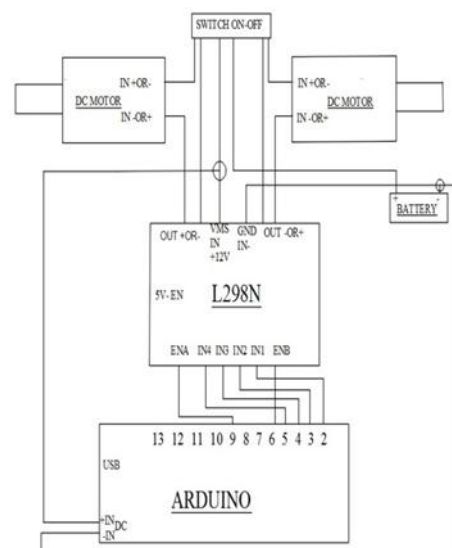 SWITCH ON-OFF
IN +OR-
DC MOTOR
IN -OR+
IN +OR-
DC MOTOR
IN -OR+
+ -
BATTERY
OUT +OR- VMS GND OUT -OR+
IN IN-
+12V
5V- EN L298N
ENA IN4 IN3 IN2 IN1 ENB
13 12 11 10 9 8 7 6 5 4 3 2
USB
ARDUINO
+IN DC
-IN